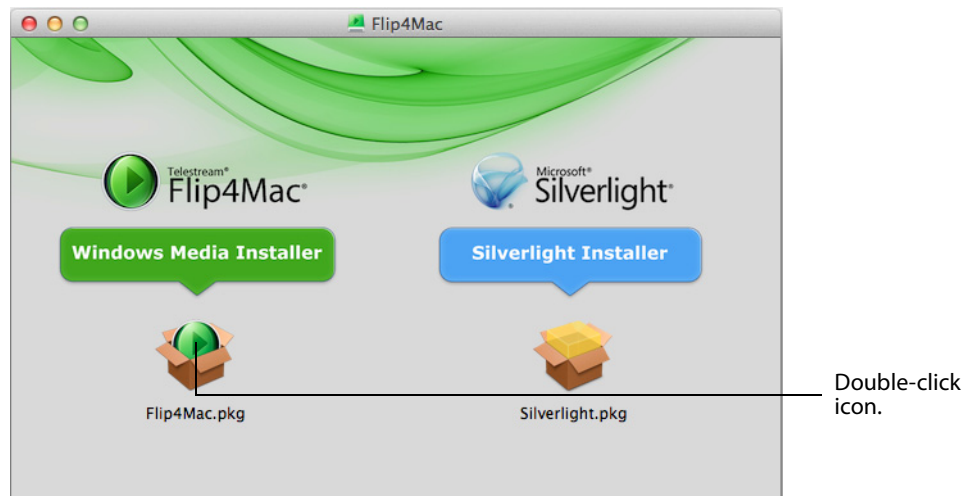 Flip4Mac
Telestream®
Flip4Mac®
Microsoft®
Silverlight®
Windows Media Installer
Silverlight Installer
Flip4Mac.pkg
Silverlight.pkg
Double-click
icon.